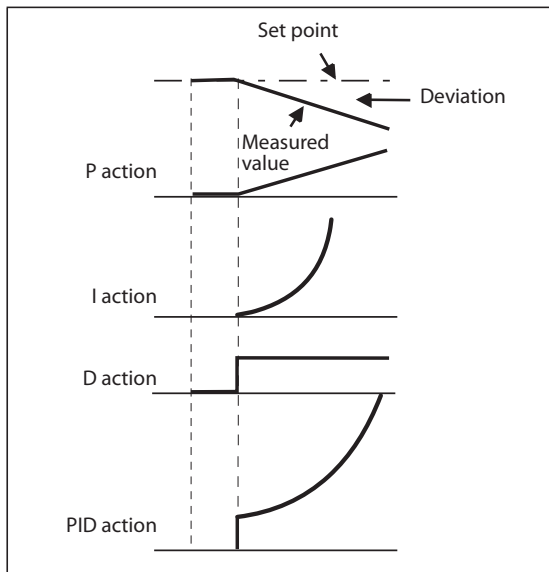 Set point
Deviation
Measured
value
P action
I action
D action
PID action